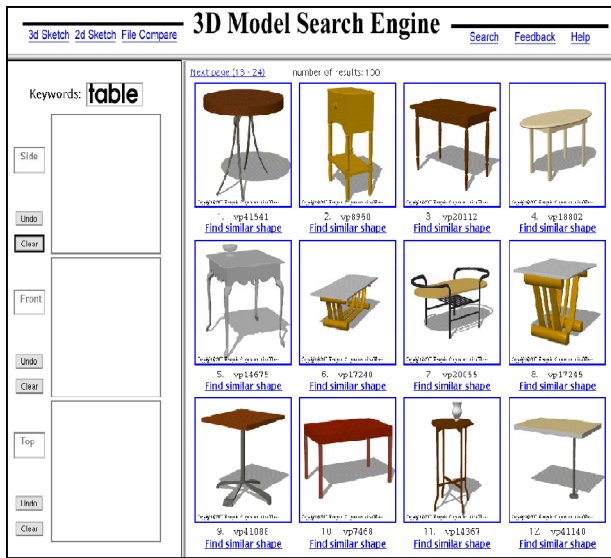 3D Model Search Engine
3d Sketch 2d Sketch File Compare
Search Feedback Help
Keywords: table
Side
Undo
Clear
Front
Undo
Clear
Top
Undo
Clear
Next page (13 - 24) number of results: 100
1. vp41541 2. vp8960 3. vp20112 4. vp18802
Find similar shape Find similar shape Find similar shape Find similar shape
5. vp14675 6. vp17240 7. vp20055 8. vp17245
Find similar shape Find similar shape Find similar shape Find similar shape
9. vp41088 10. vp7468 11. vp14367 12. vp41140
Find similar shape Find similar shape Find similar shape Find similar shape